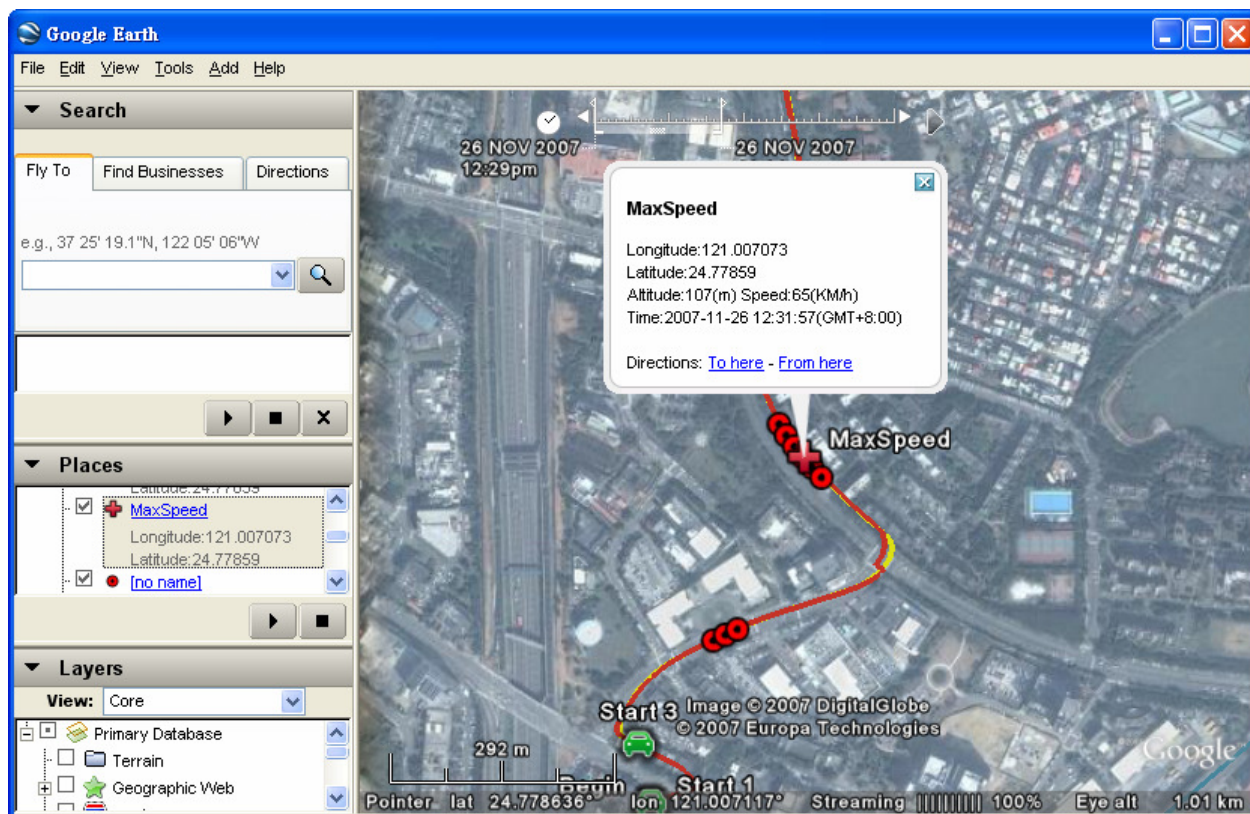 Google Earth
File Edit View Tools Add Help
Search
Fly To Find Businesses Directions
e.g., 37 25' 19.1"N, 122 05' 06"W
Places
Latitude:24.77859
MaxSpeed
Longitude:121.007073
Latitude:24.77859
[no name]
Layers
View: Core
Primary Database
Terrain
Geographic Web
26 NOV 2007
12:29pm
26 NOV 2007
MaxSpeed
Longitude:121.007073
Latitude:24.77859
Altitude:107(m) Speed:65(KM/h)
Time:2007-11-26 12:31:57(GMT+8:00)
Directions: To here - From here
MaxSpeed
Start 3
Image © 2007 DigitalGlobe
© 2007 Europa Technologies
Google
292 m
Begin Start 1
Pointer lat 24.778636° lon 121.007117° Streaming |||||||||| 100% Eye alt 1.01 km